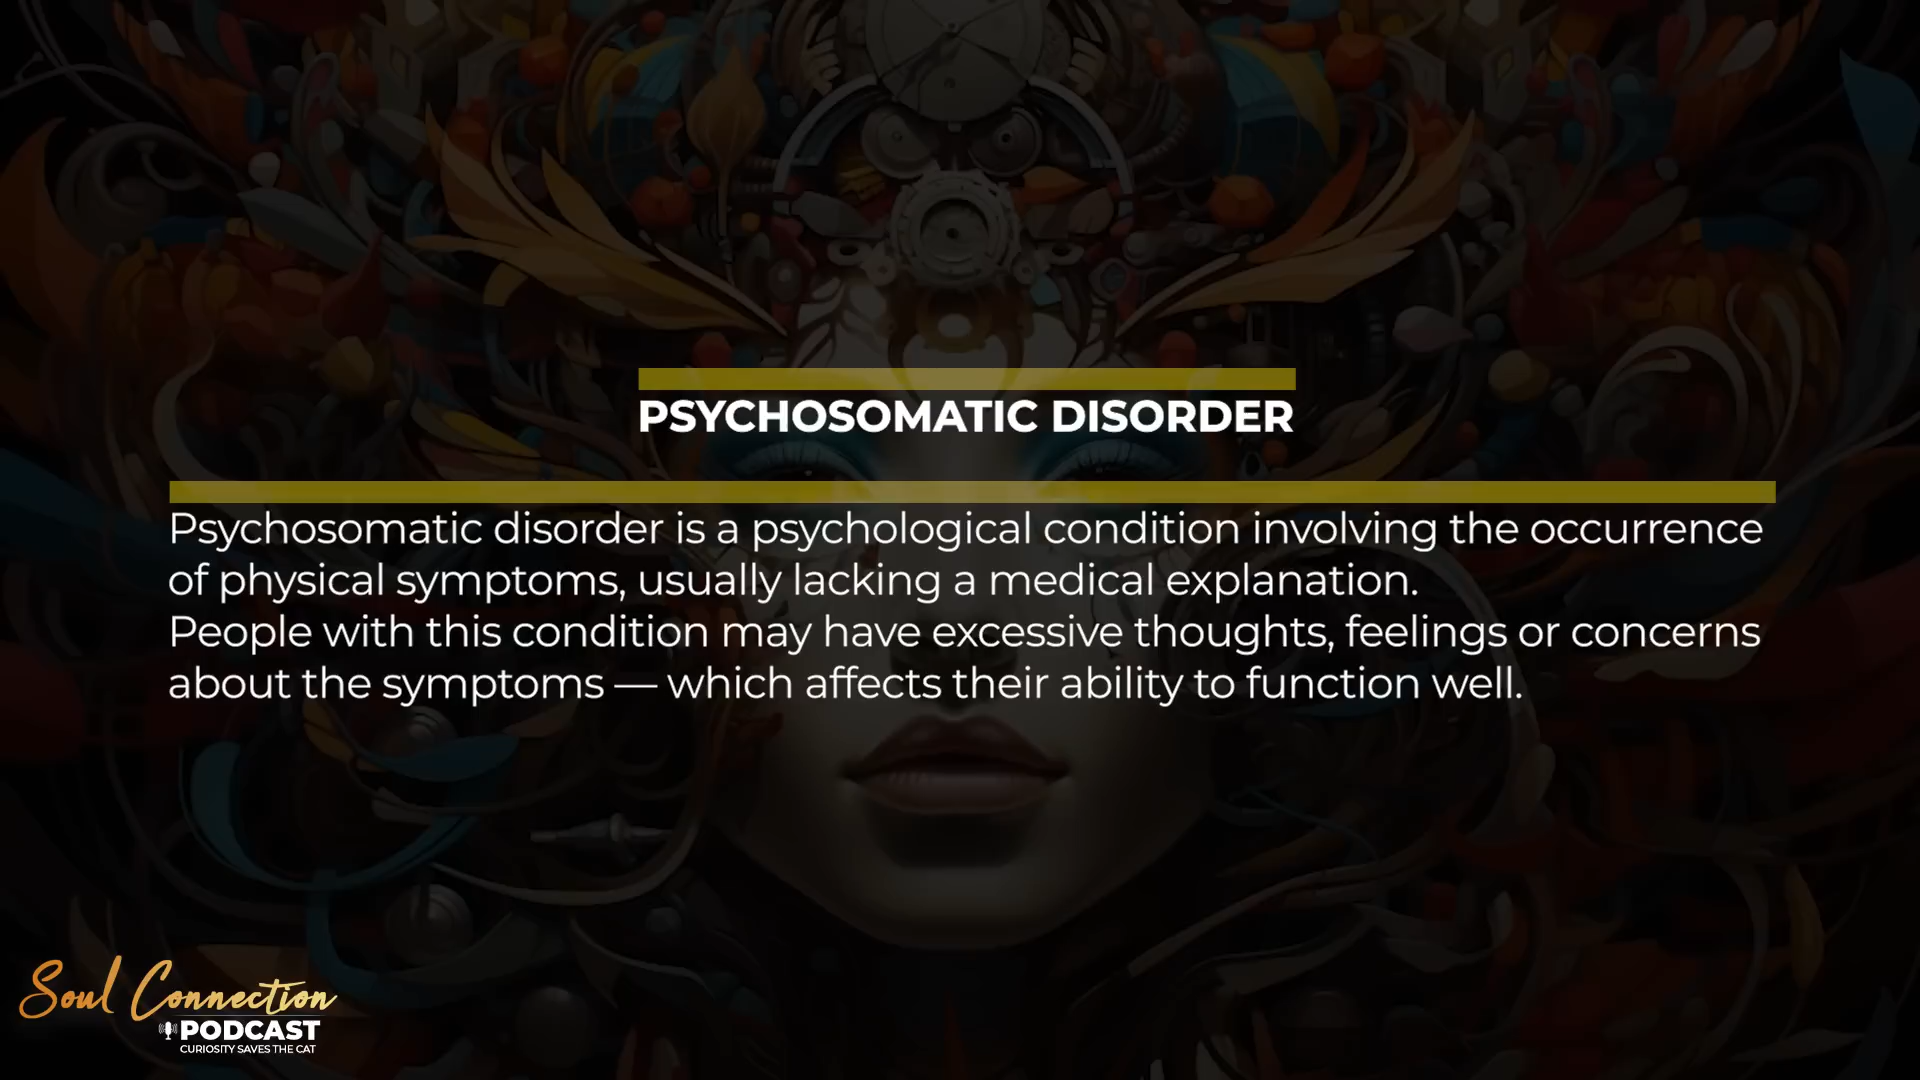 PSYCHOSOMATIC DISORDER
Psychosomatic disorder is a psychological condition involving the occurrence
of physical symptoms, usually lacking a medical explanation.
People with this condition may have excessive thoughts, feelings or concerns
about the symptoms — which affects their ability to function well.
Soul Connection
PODCAST
CURIOSITY SAVES THE CAT